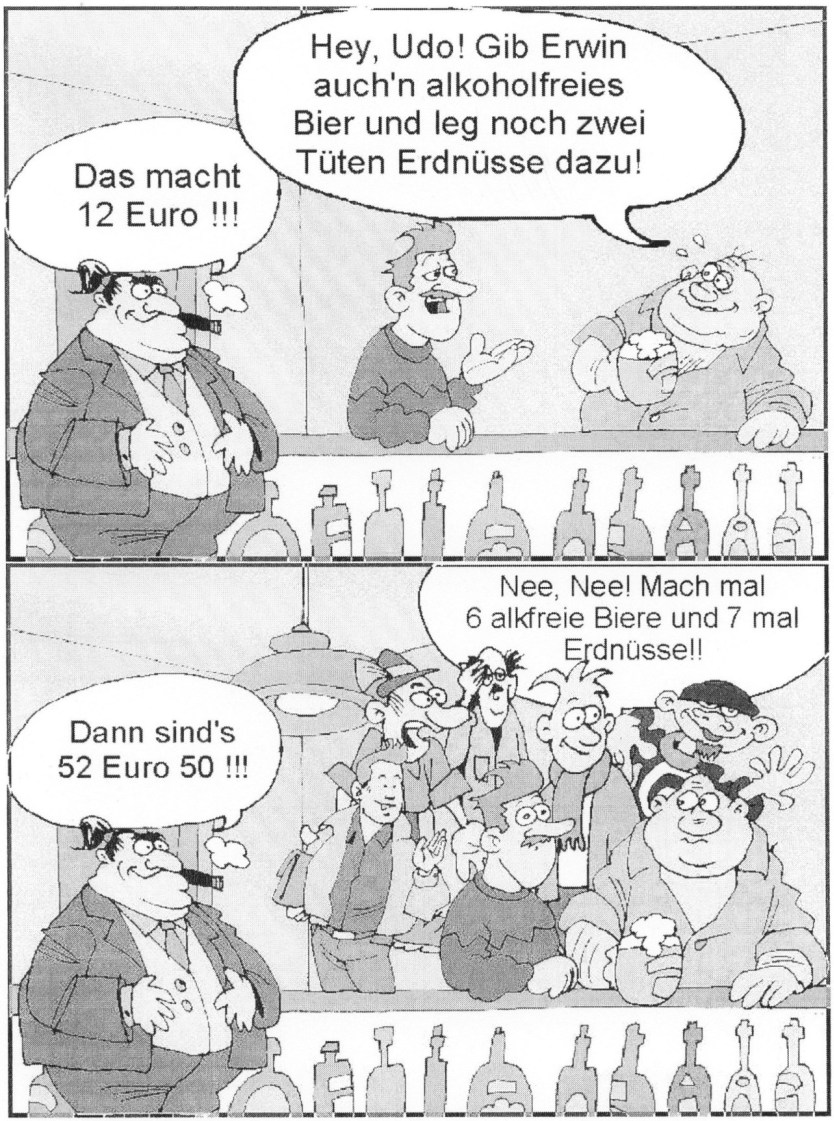 Hey, Udo! Gib Erwin
auch'n alkoholfreies
Bier und leg noch zwei
Tüten Erdnüsse dazu!
Das macht
12 Euro !!!
Nee, Nee! Mach mal
6 alkfreie Biere und 7 mal
Erdnüsse!!
Dann sind's
52 Euro 50 !!!